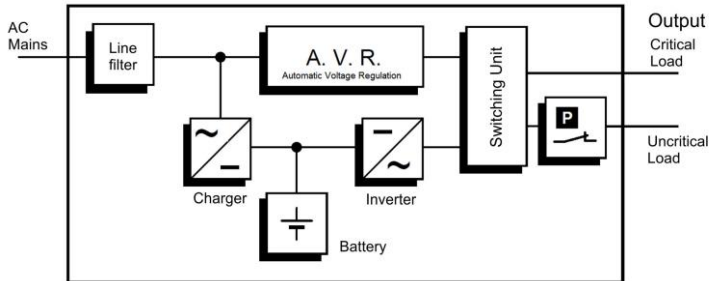 AC
Mains
Line
filter
A. V. R.
Automatic Voltage Regulation
Switching Unit
Output
Critical
Load
P
Uncritical
Load
Charger
Inverter
Battery